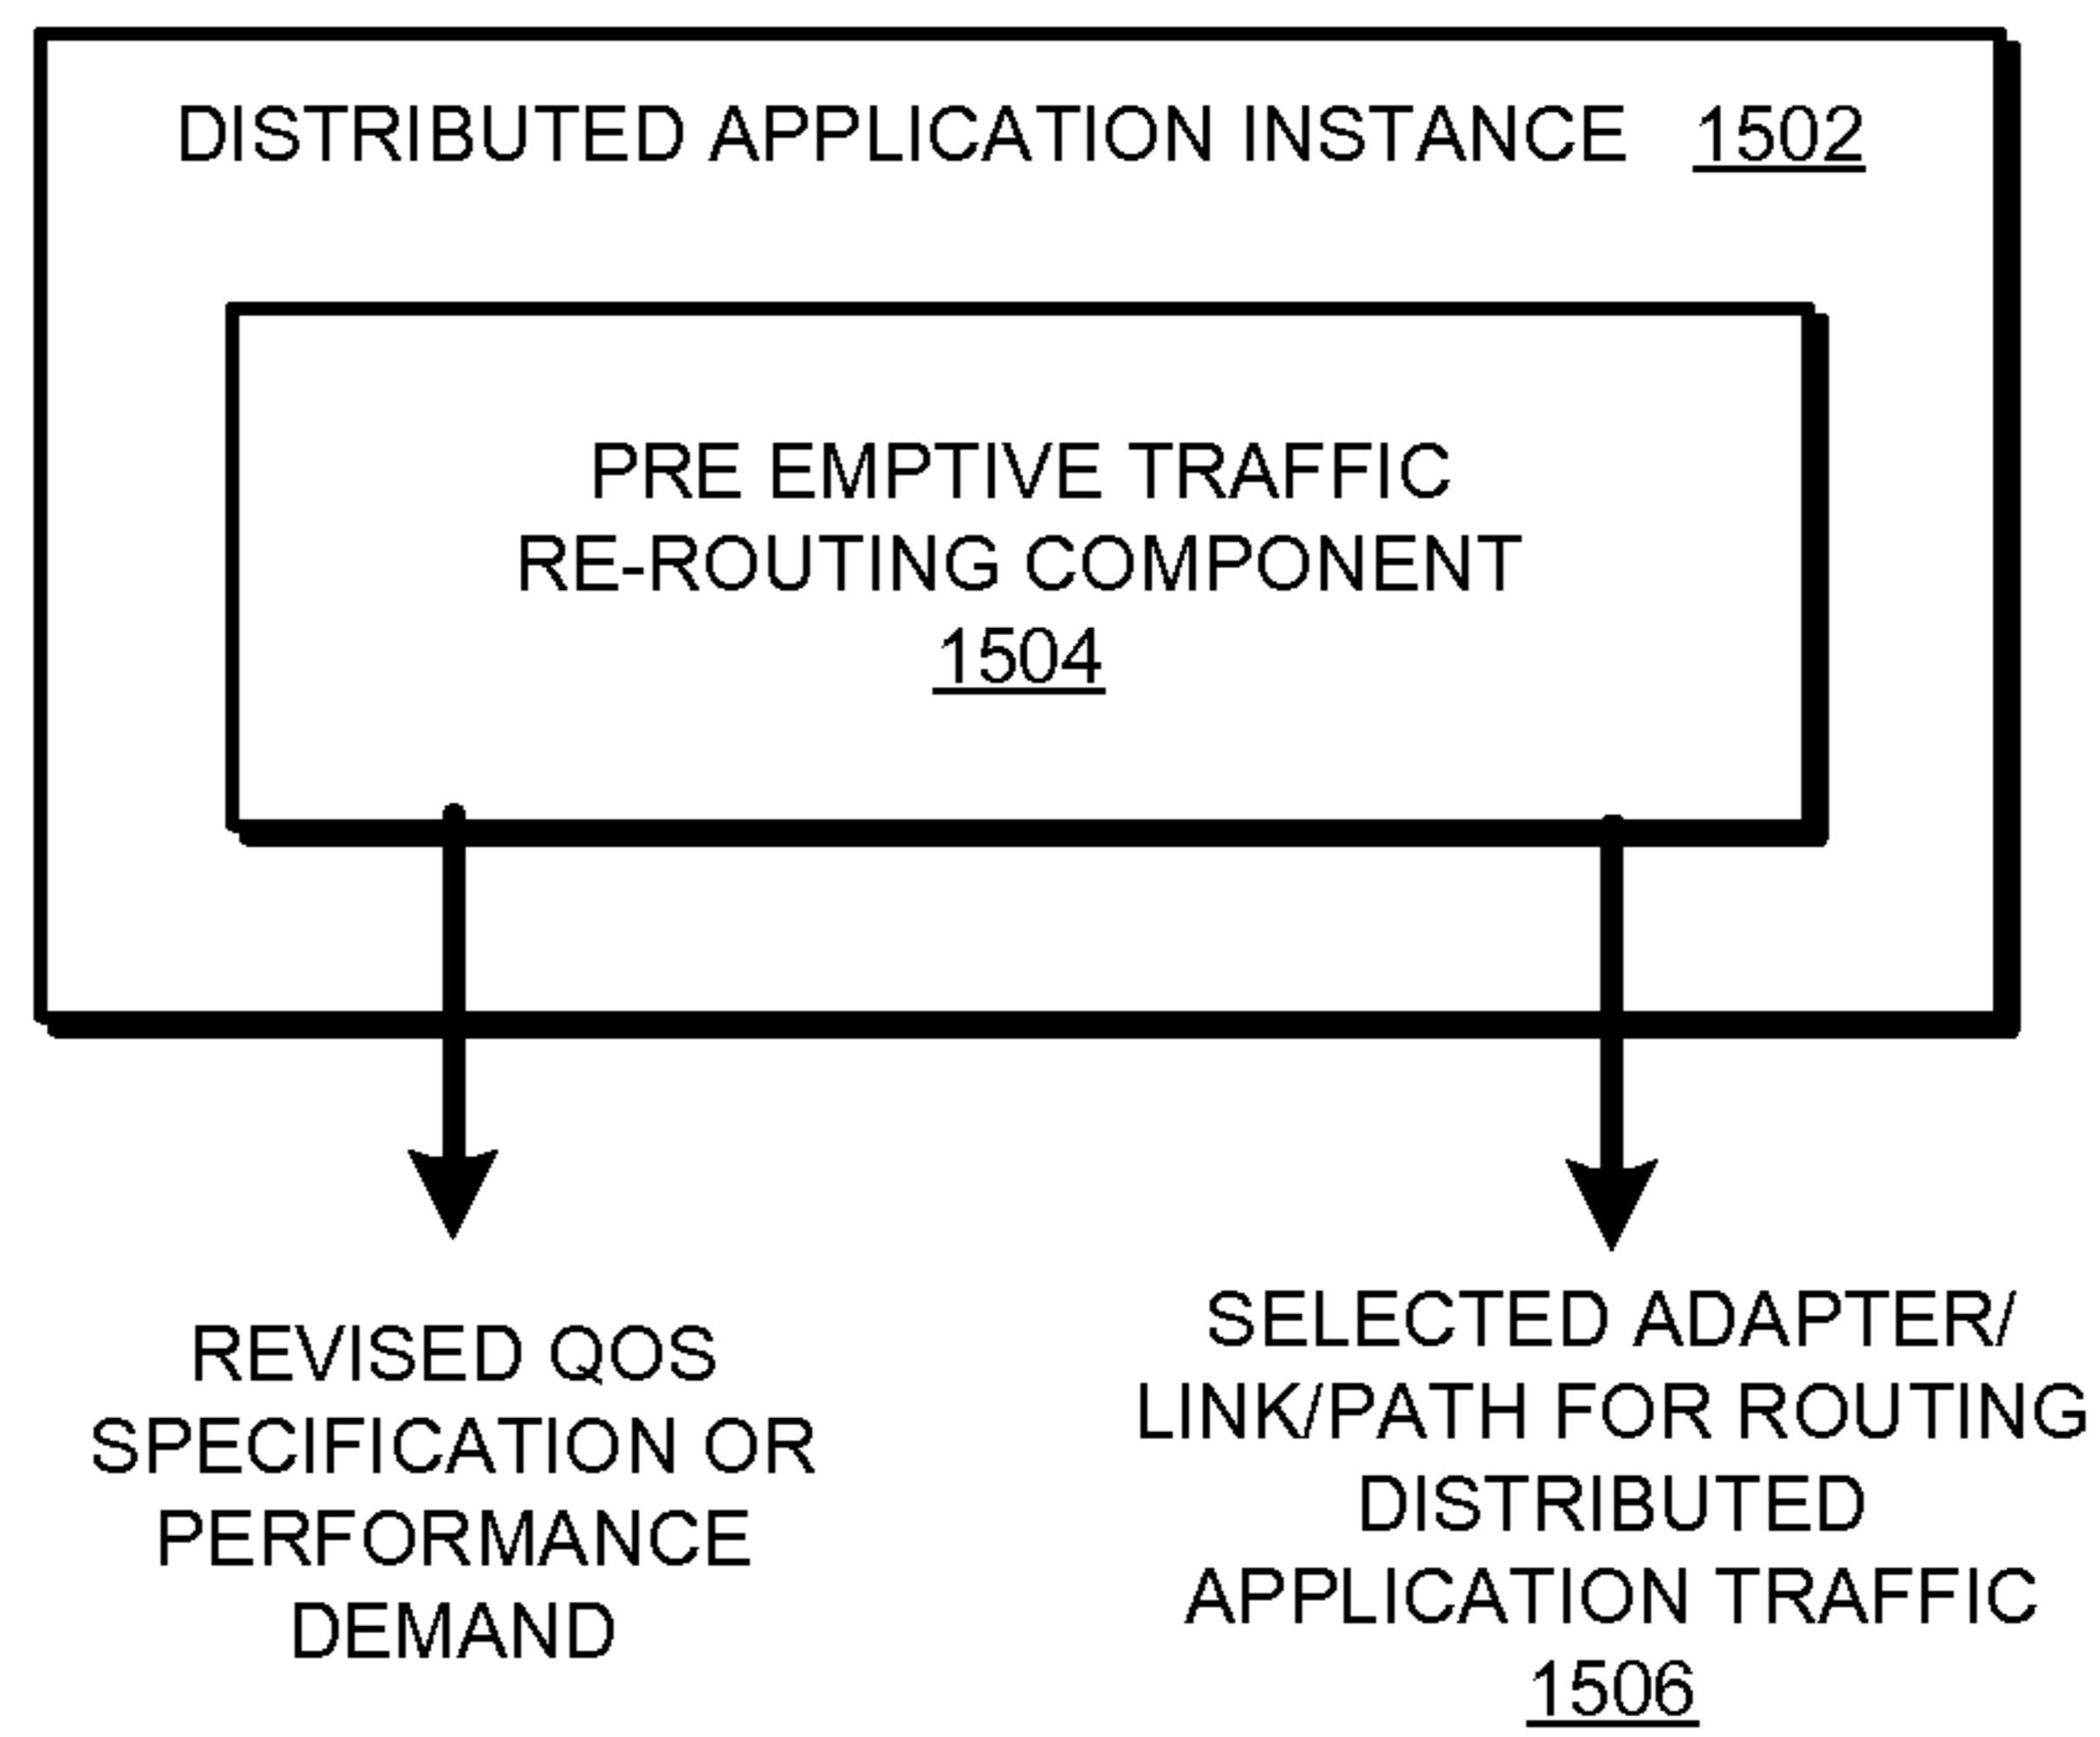 DISTRIBUTED APPLICATION INSTANCE 1502
PRE EMPTIVE TRAFFIC
RE-ROUTING COMPONENT
1504
REVISED QOS
SPECIFICATION OR
PERFORMANCE
DEMAND
SELECTED ADAPTER/
LINK/PATH FOR ROUTING
DISTRIBUTED
APPLICATION TRAFFIC
1506